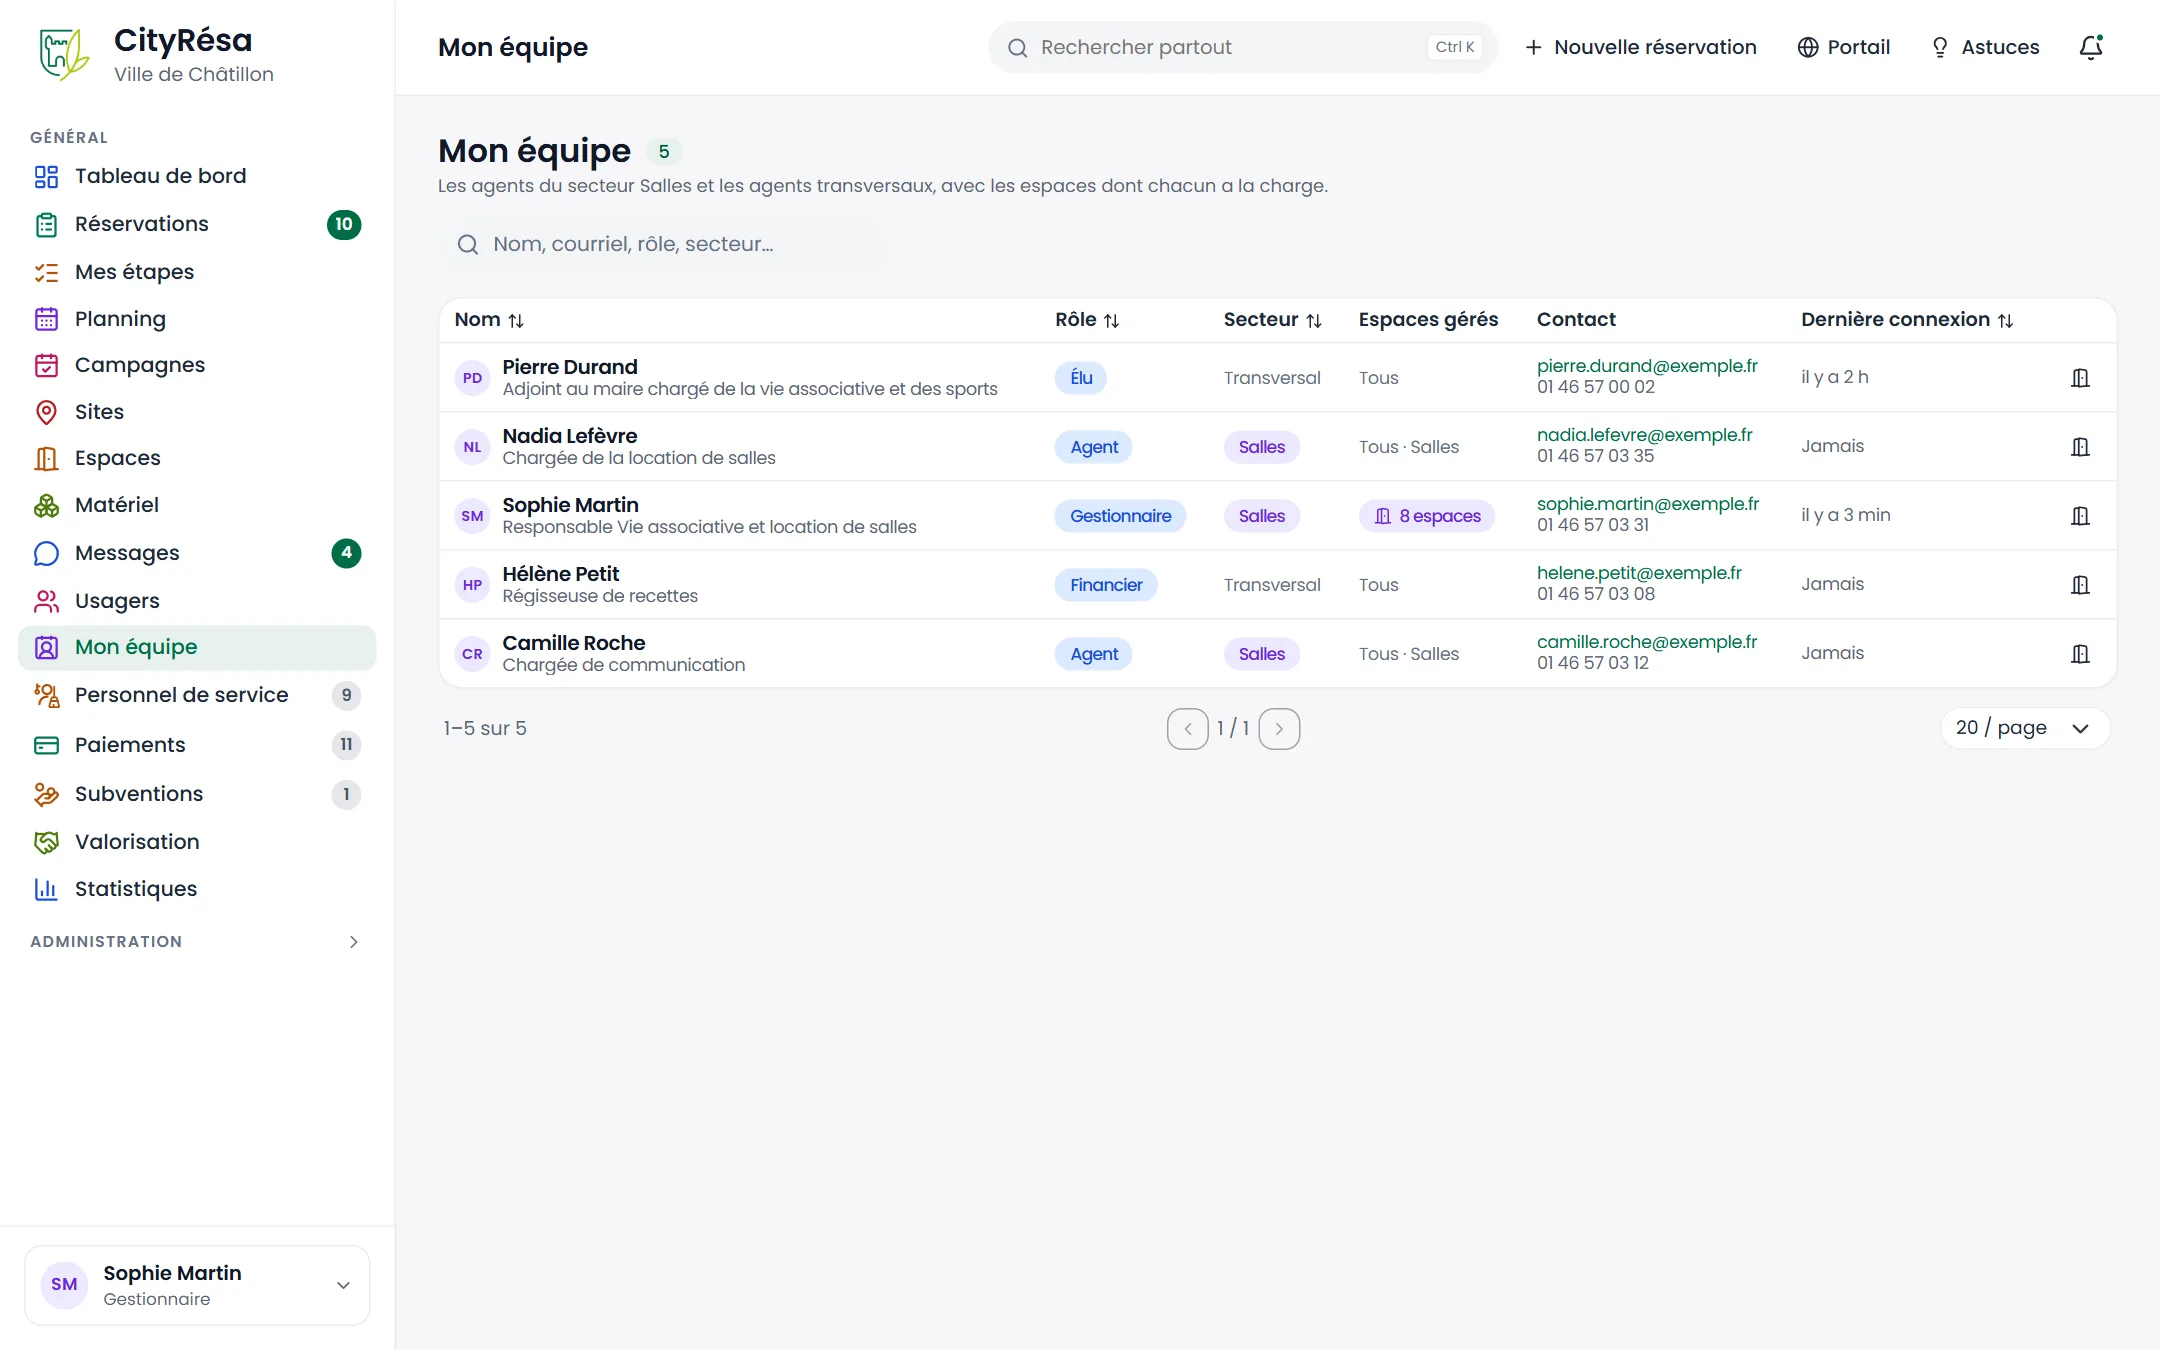 CityRésa
Ville de Châtillon
GÉNÉRAL
Tableau de bord
Réservations 10
Mes étapes
Planning
Campagnes
Sites
Espaces
Matériel
Messages 4
Usagers
Mon équipe
Personnel de service 9
Paiements 11
Subventions 1
Valorisation
Statistiques
ADMINISTRATION
SM Sophie Martin
Gestionnaire
Mon équipe
Rechercher partout Ctrl K
Nouvelle réservation
Portail
Astuces
Mon équipe 5
Les agents du secteur Salles et les agents transversaux, avec les espaces dont chacun a la charge.
Nom, courriel, rôle, secteur...
Nom Rôle Secteur Espaces gérés Contact Dernière connexion
PD Pierre Durand Élu Transversal Tous pierre.durand@exemple.fr il y a 2 h
Adjoint au maire chargé de la vie associative et des sports 01 46 57 00 02
NL Nadia Lefèvre Agent Salles Tous · Salles nadia.lefevre@exemple.fr Jamais
Chargée de la location de salles 01 46 57 03 35
SM Sophie Martin Gestionnaire Salles 8 espaces sophie.martin@exemple.fr il y a 3 min
Responsable Vie associative et location de salles 01 46 57 03 31
HP Hélène Petit Financier Transversal Tous helene.petit@exemple.fr Jamais
Régisseuse de recettes 01 46 57 03 08
CR Camille Roche Agent Salles Tous · Salles camille.roche@exemple.fr Jamais
Chargée de communication 01 46 57 03 12
1–5 sur 5 1 / 1 20 / page